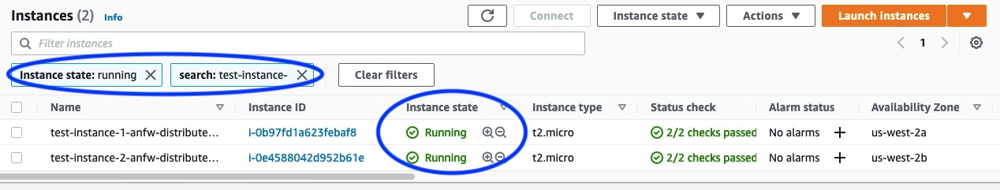 Instances (2) Info Connect Instance state Actions Launch instances
Filter instances 1
Instance state: running search: test-instance- Clear filters
Name Instance ID Instance state Instance type Status check Alarm status Availability Zone
test-instance-1-anfw-distribute... i-0b97fd1a623febaf8 Running t2.micro 2/2 checks passed No alarms us-west-2a
test-instance-2-anfw-distribute... i-0e4588042d952b61e Running t2.micro 2/2 checks passed No alarms us-west-2b